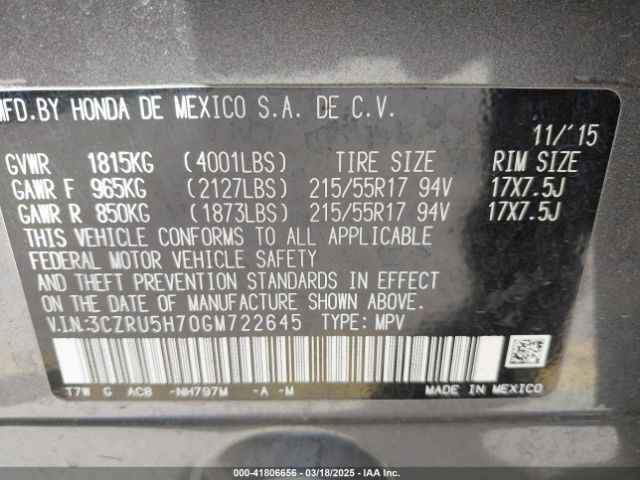 MFD.BY HONDA DE MEXICO S.A. DE C.V.
11/'15
GVWR 1815KG (4001LBS) TIRE SIZE RIM SIZE
GAWR F 965KG (2127LBS) 215/55R17 94V 17X7.5J
GAWR R 850KG (1873LBS) 215/55R17 94V 17X7.5J
THIS VEHICLE CONFORMS TO ALL APPLICABLE
FEDERAL MOTOR VEHICLE SAFETY
AND THEFT PREVENTION STANDARDS IN EFFECT
ON THE DATE OF MANUFACTURE SHOWN ABOVE.
V.I.N:3CZRU5H70GM722645 TYPE: MPV
T7W G AC8 -NH797M -A -M MADE IN MEXICO
000-41806656 — 03/18/2025 — IAA Inc.